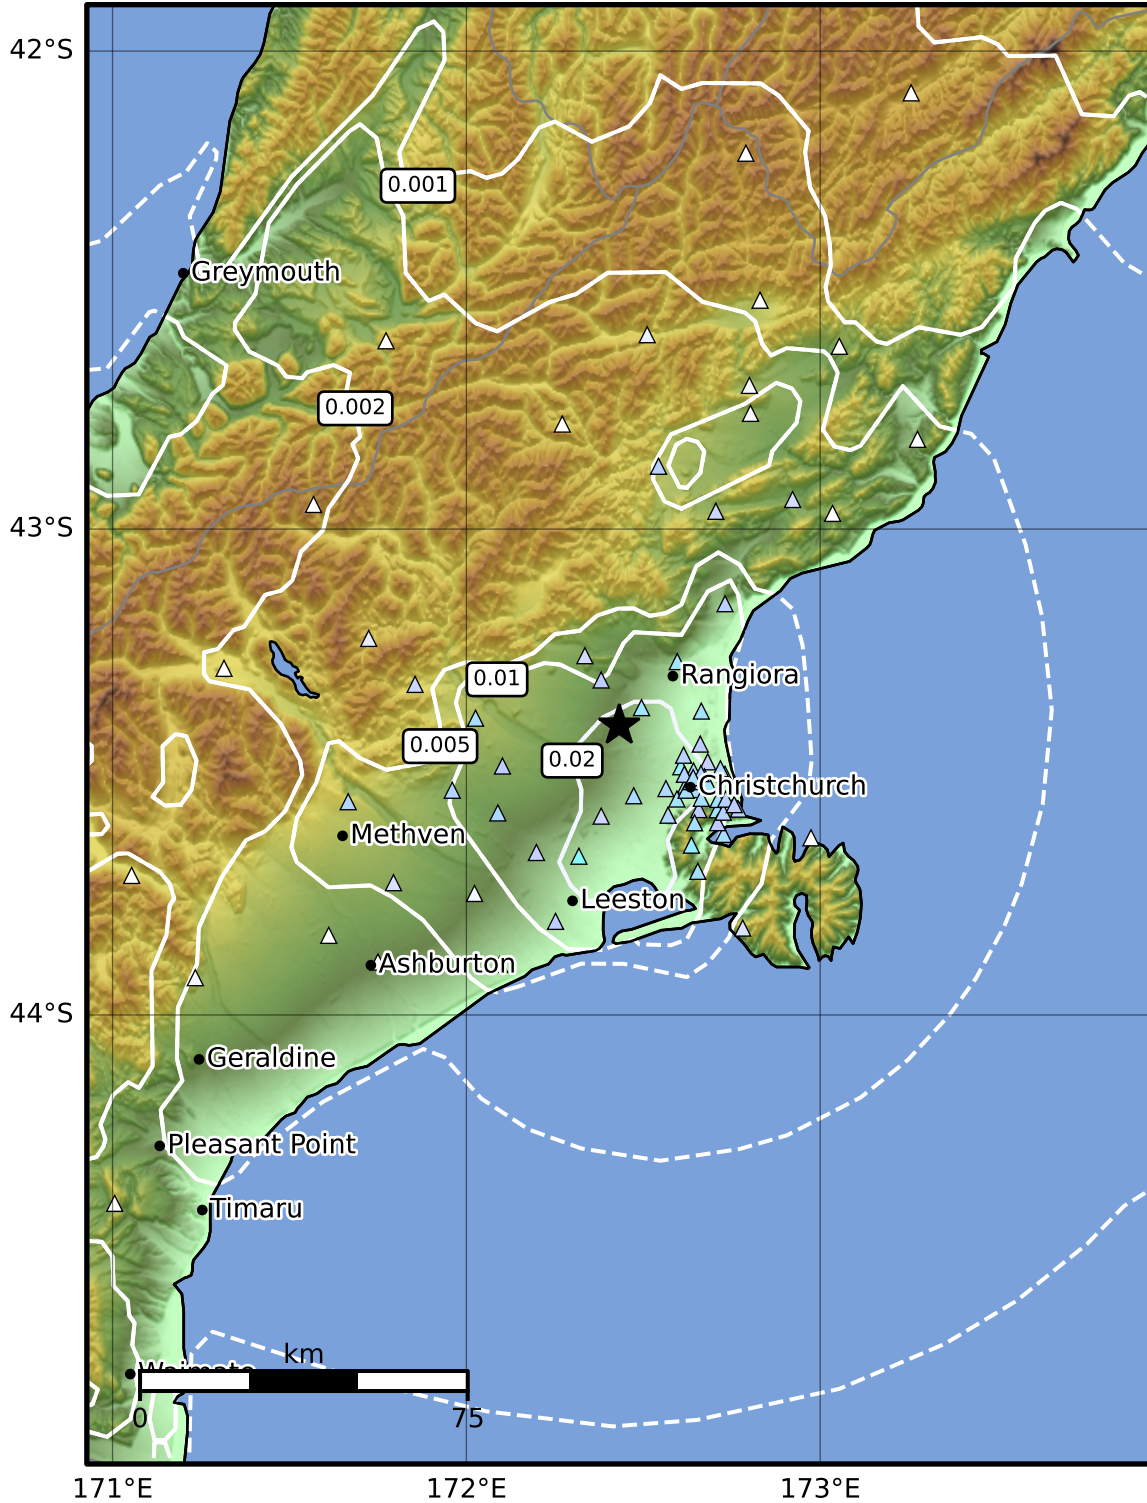 42°S
0.001
Greymouth
0.002
43°S
Rangiora
0.01
0.005
0.02
Christchurch
Methven
Leeston
Ashburton
44°S
Geraldine
Pleasant Point
Timaru
km
Waimate
0 75
171°E 172°E 173°E